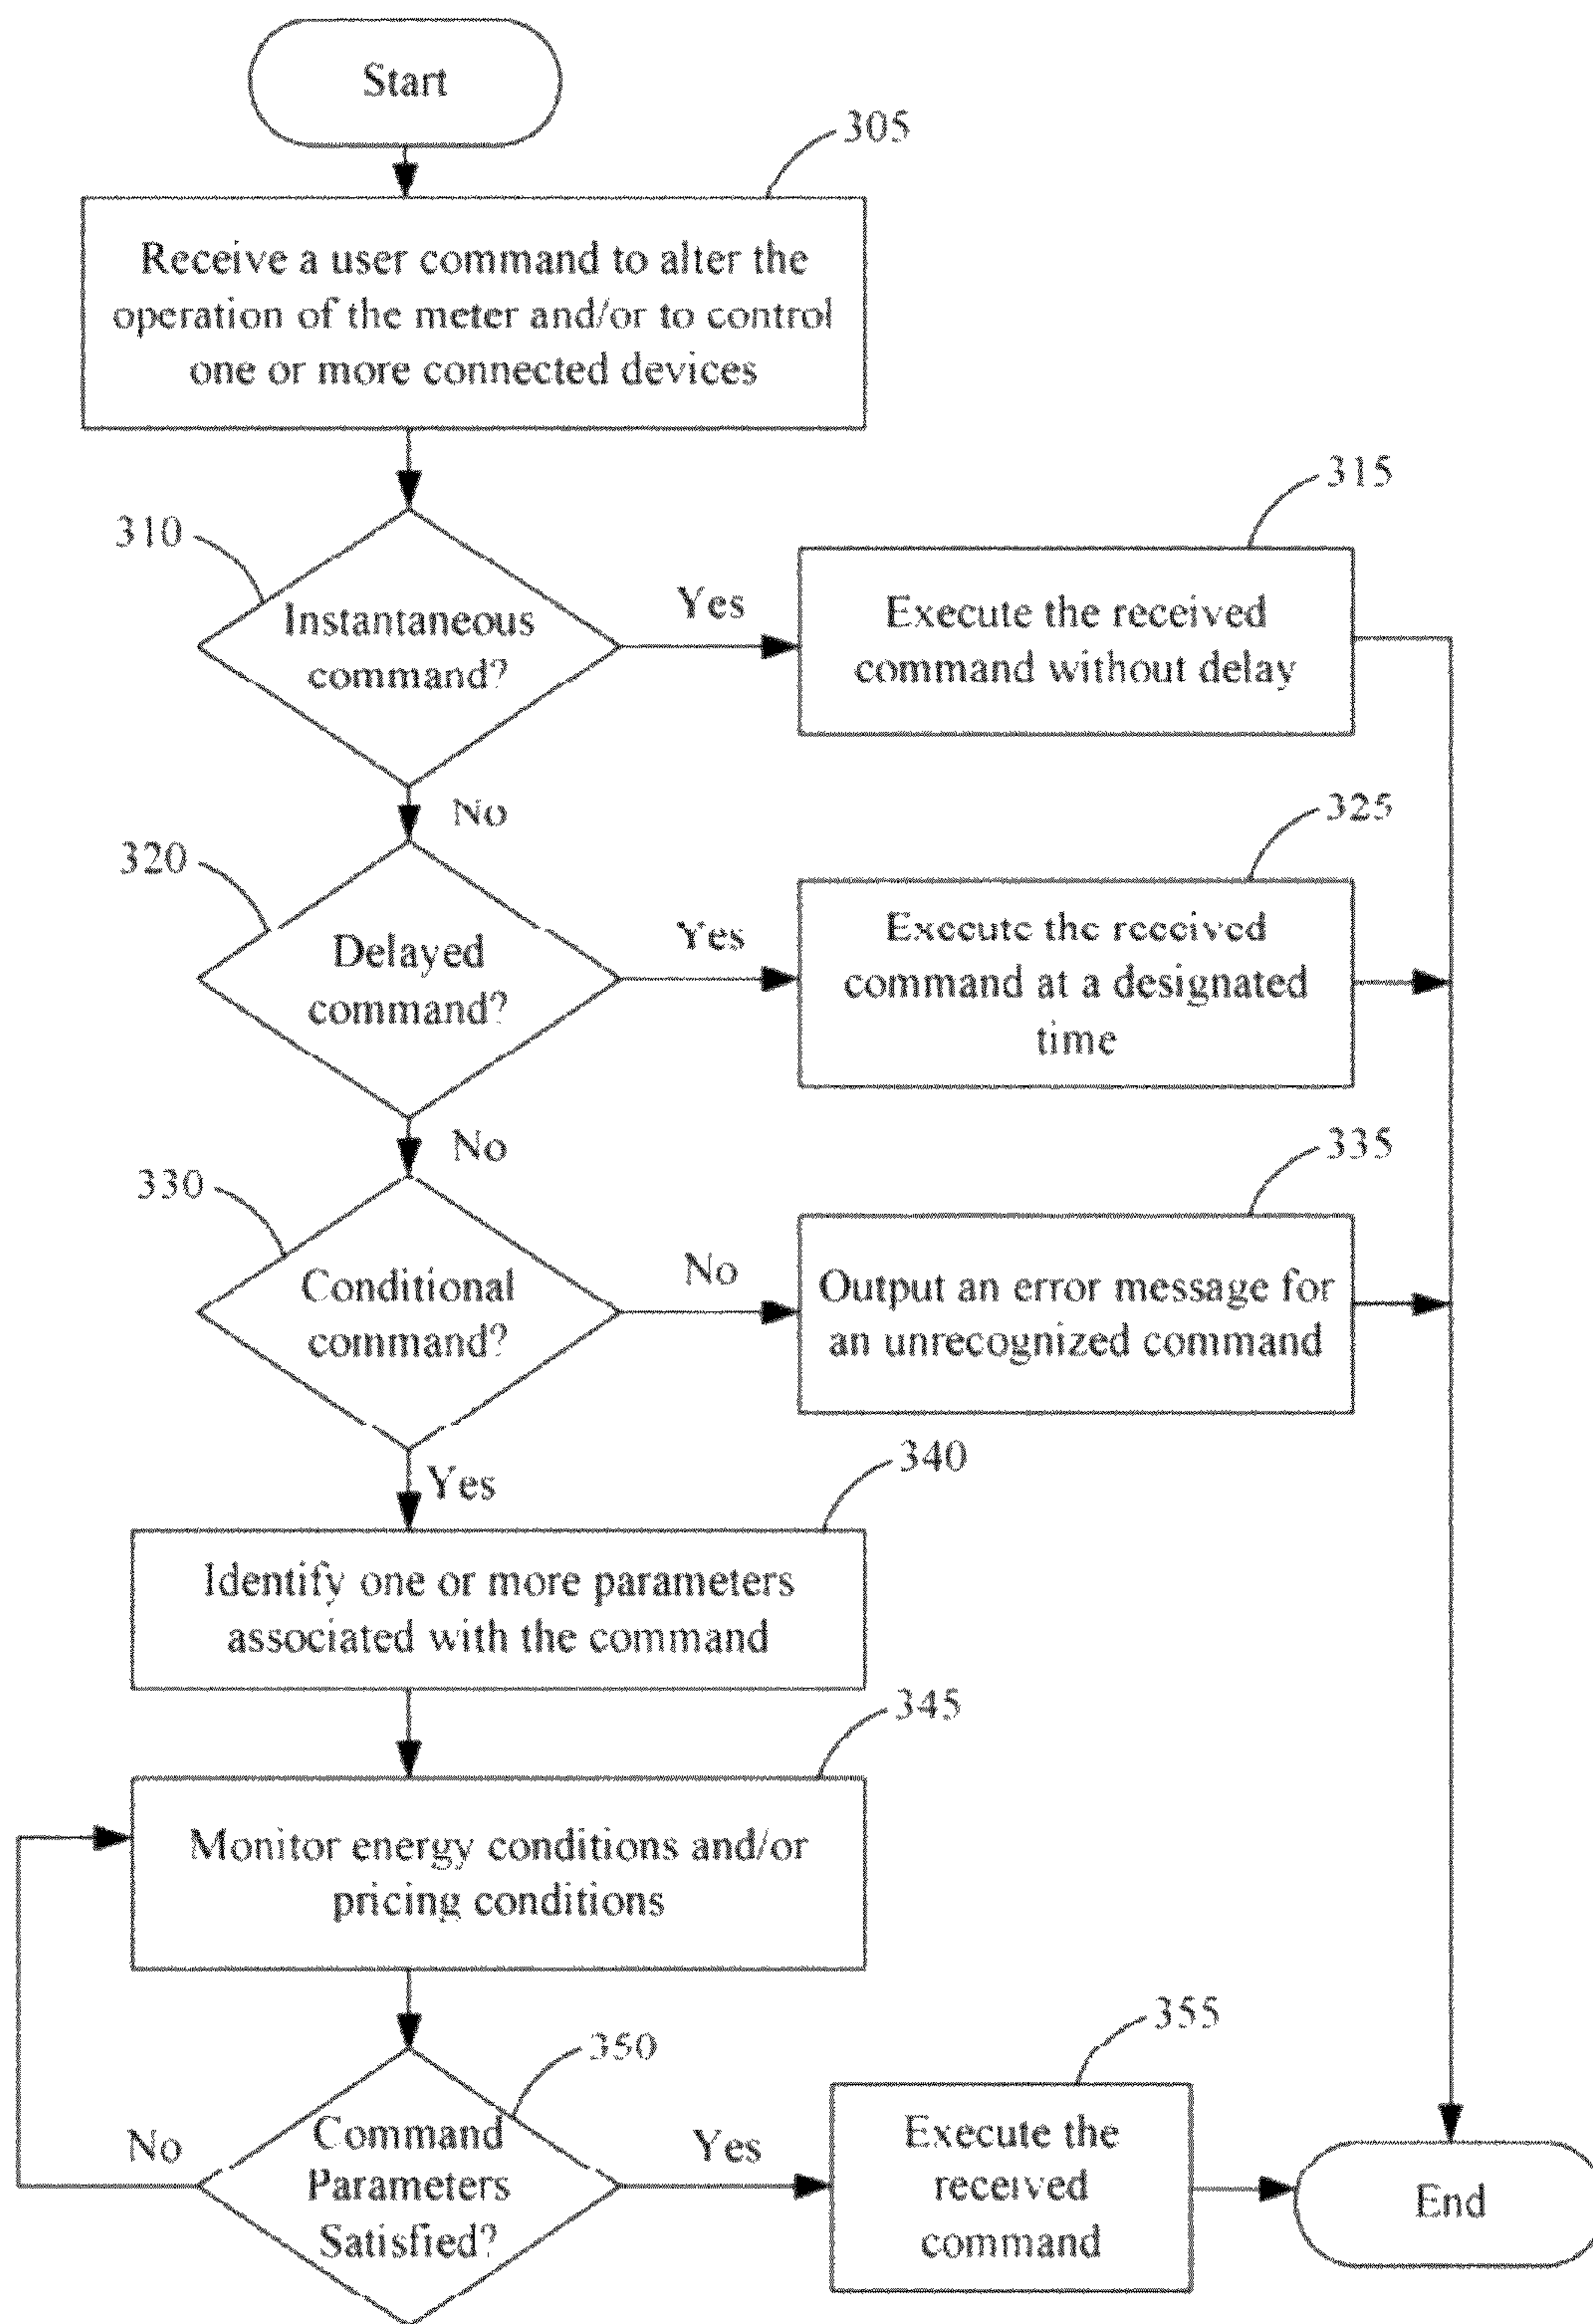 Start
305
Receive a user command to alter the
operation of the meter and/or to control
one or more connected devices
310
Instantaneous
command?
Yes
315
Execute the received
command without delay
No
320
Delayed
command?
Yes
325
Execute the received
command at a designated
time
No
330
Conditional
command?
No
335
Output an error message for
an unrecognized command
Yes
340
Identify one or more parameters
associated with the command
345
Monitor energy conditions and/or
pricing conditions
350
Command
Parameters
Satisfied?
No
Yes
355
Execute the
received
command
End